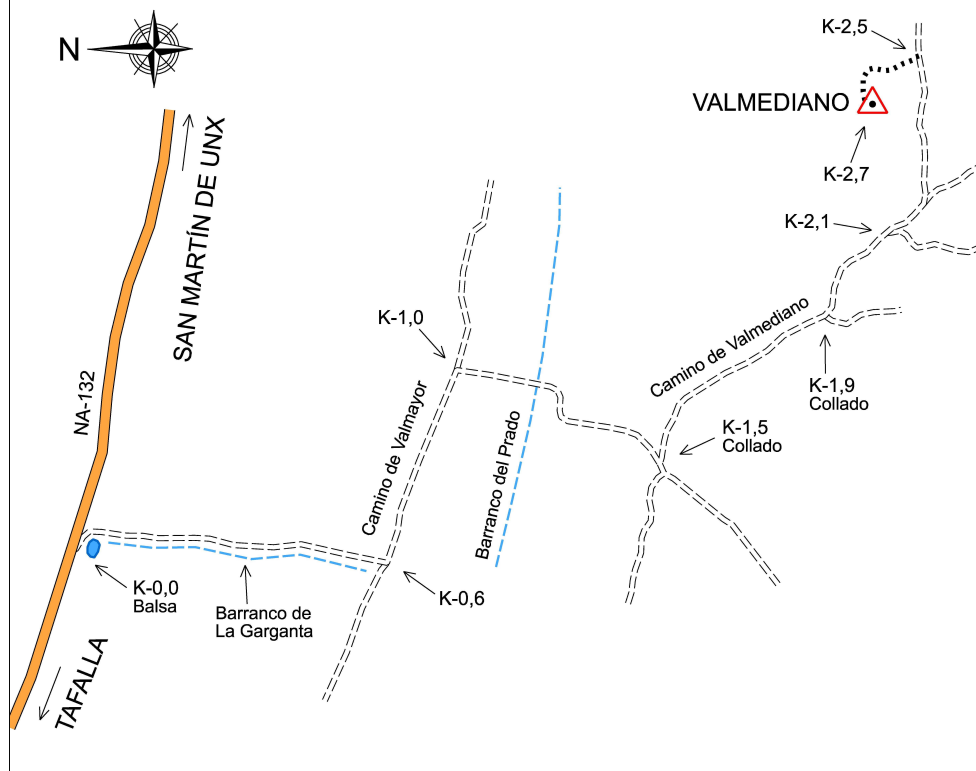 N
K-2,5
VALMEDIANO
K-2,7
SAN MARTÍN DE UNX
K-2,1
K-1,0
Camino de Valmediano
K-1,9
Collado
NA-132
Camino de Valmayor
Barranco del Prado
K-1,5
Collado
K-0,0
Balsa
Barranco de
La Garganta
K-0,6
TAFALLA